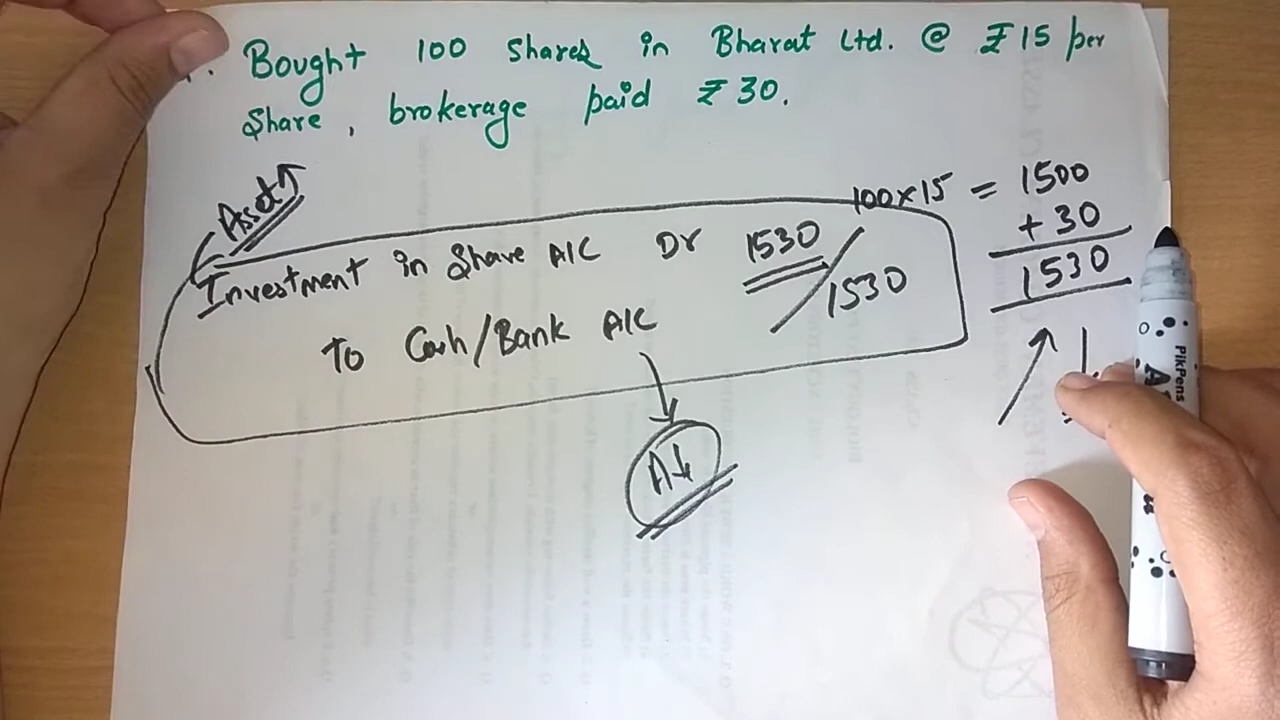 Bought 100 shares in Bharat Ltd. @ ₹15 per
Share, brokerage paid ₹30.
Asset↑
100×15 = 1500
+ 30
1530
Investment in Share A/C Dr 1530
To Cash/Bank A/C 1530
A↓
PikPens